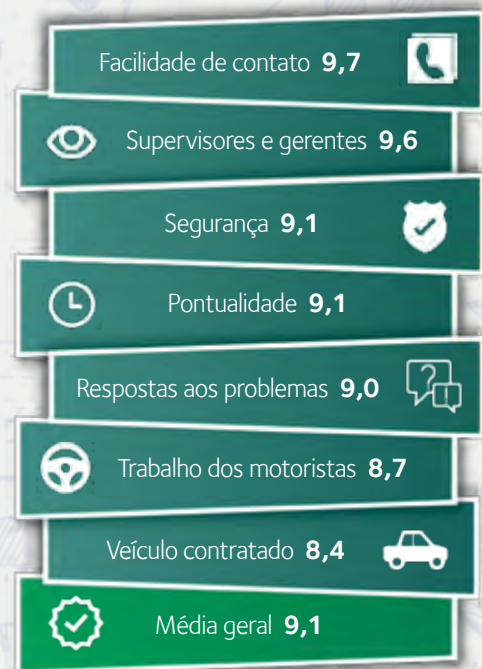 Facilidade de contato 9,7
Supervisores e gerentes 9,6
Segurança 9,1
Pontualidade 9,1
Respostas aos problemas 9,0
Trabalho dos motoristas 8,7
Veículo contratado 8,4
Média geral 9,1